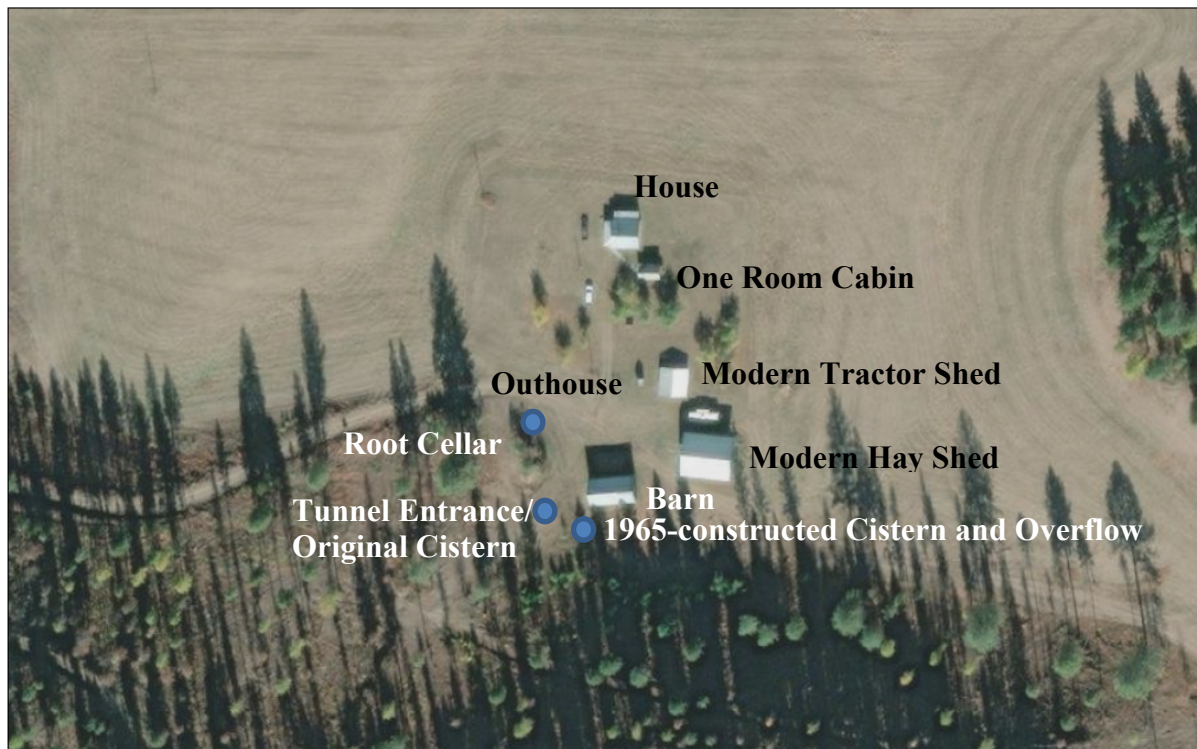 House
One Room Cabin
Outhouse
Modern Tractor Shed
Root Cellar
Modern Hay Shed
Barn
Tunnel Entrance/
Original Cistern
1965-constructed Cistern and Overflow